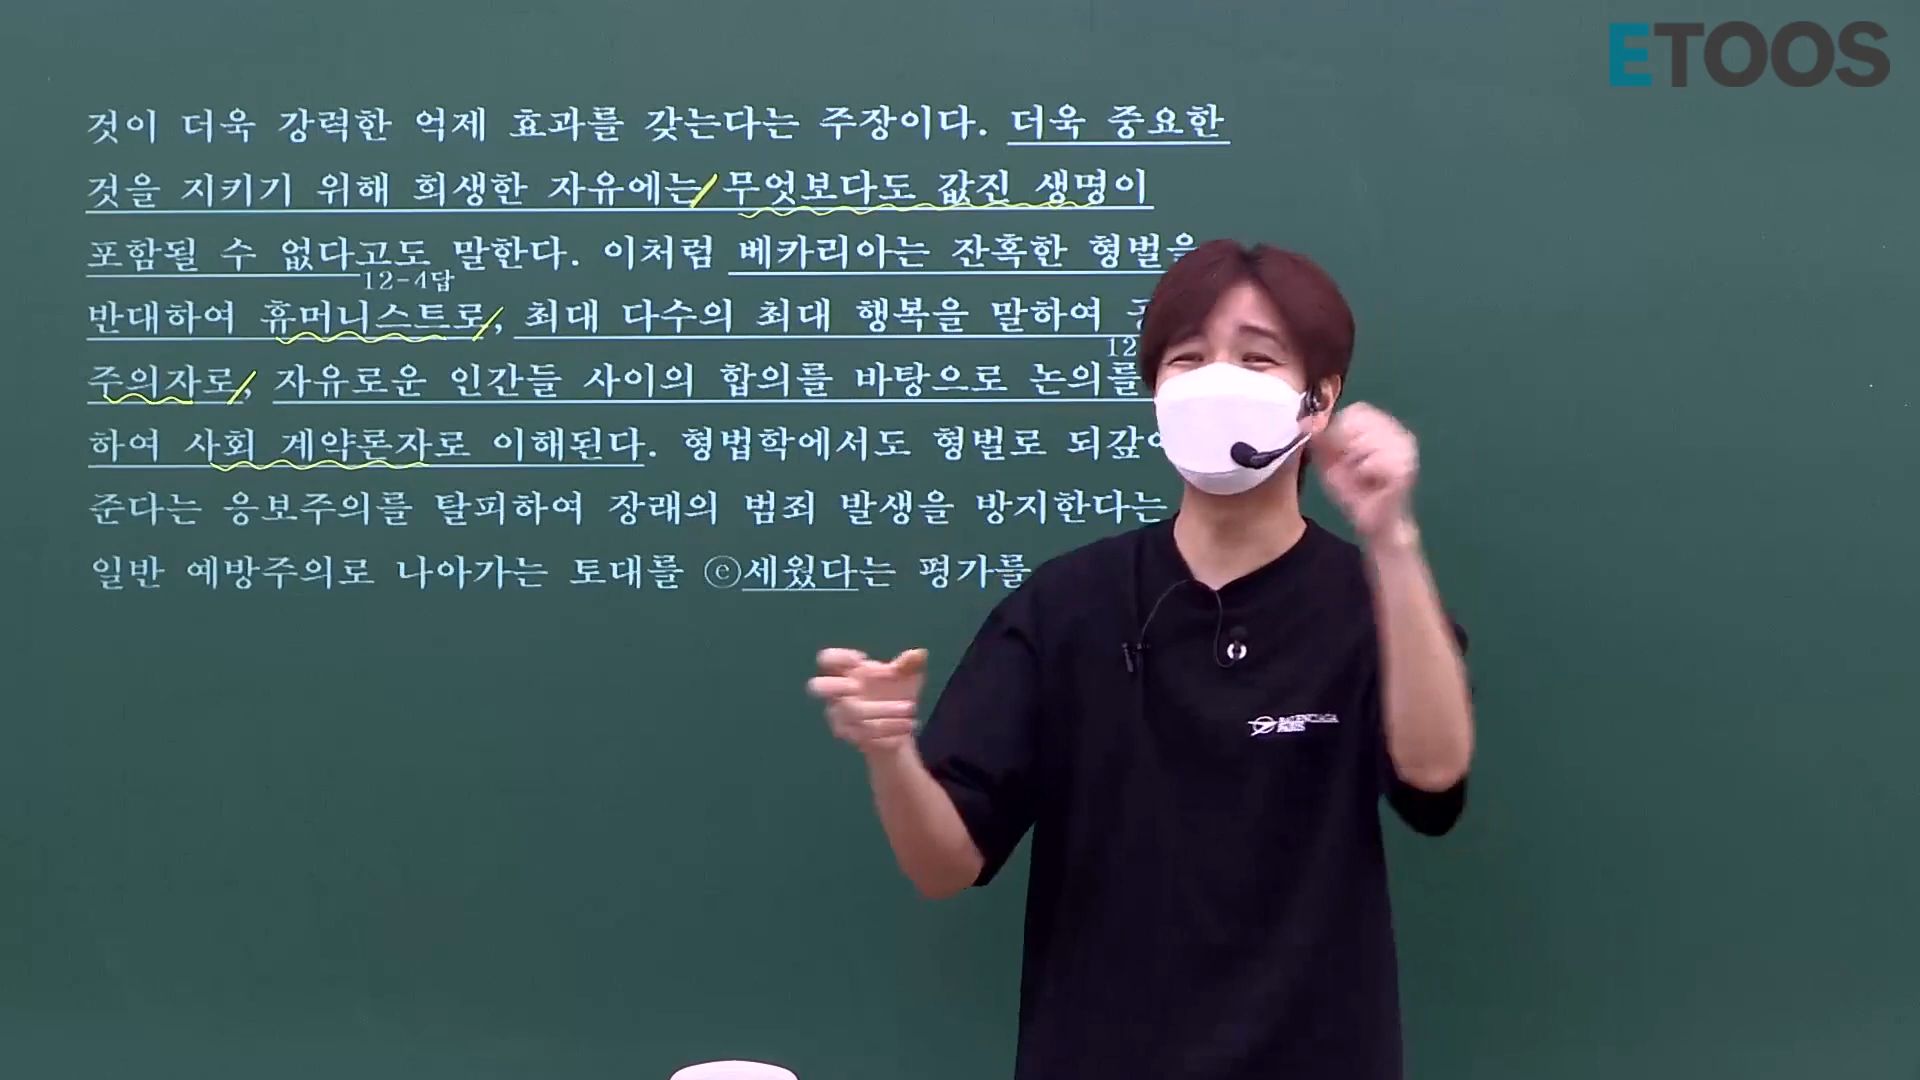 ETOOS
것이 더욱 강력한 억제 효과를 갖는다는 주장이다. 더욱 중요한
것을 지키기 위해 희생한 자유에는 무엇보다도 값진 생명이
포함될 수 없다고도 말한다. 이처럼 베카리아는 잔혹한 형벌을
12-4답
반대하여 휴머니스트로, 최대 다수의 최대 행복을 말하여
12
주의자로, 자유로운 인간들 사이의 합의를 바탕으로 논의를
하여 사회 계약론자로 이해된다. 형법학에서도 형벌로 되갚
준다는 응보주의를 탈피하여 장래의 범죄 발생을 방지한다는
일반 예방주의로 나아가는 토대를 ⓔ세웠다는 평가를
BALENCIAGA